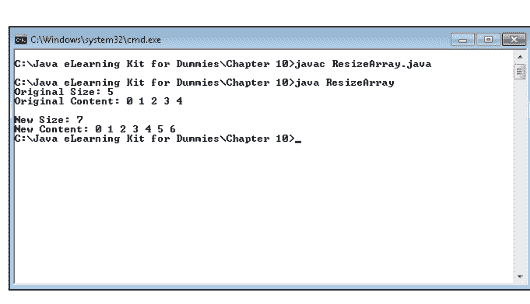 C:\Windows\system32\cmd.exe
C:\Java eLearning Kit for Dummies\Chapter 10>javac ResizeArray.java
C:\Java eLearning Kit for Dummies\Chapter 10>java ResizeArray
Original Size: 5
Original Content: 0 1 2 3 4
New Size: 7
New Content: 0 1 2 3 4 5 6
C:\Java eLearning Kit for Dummies\Chapter 10>_